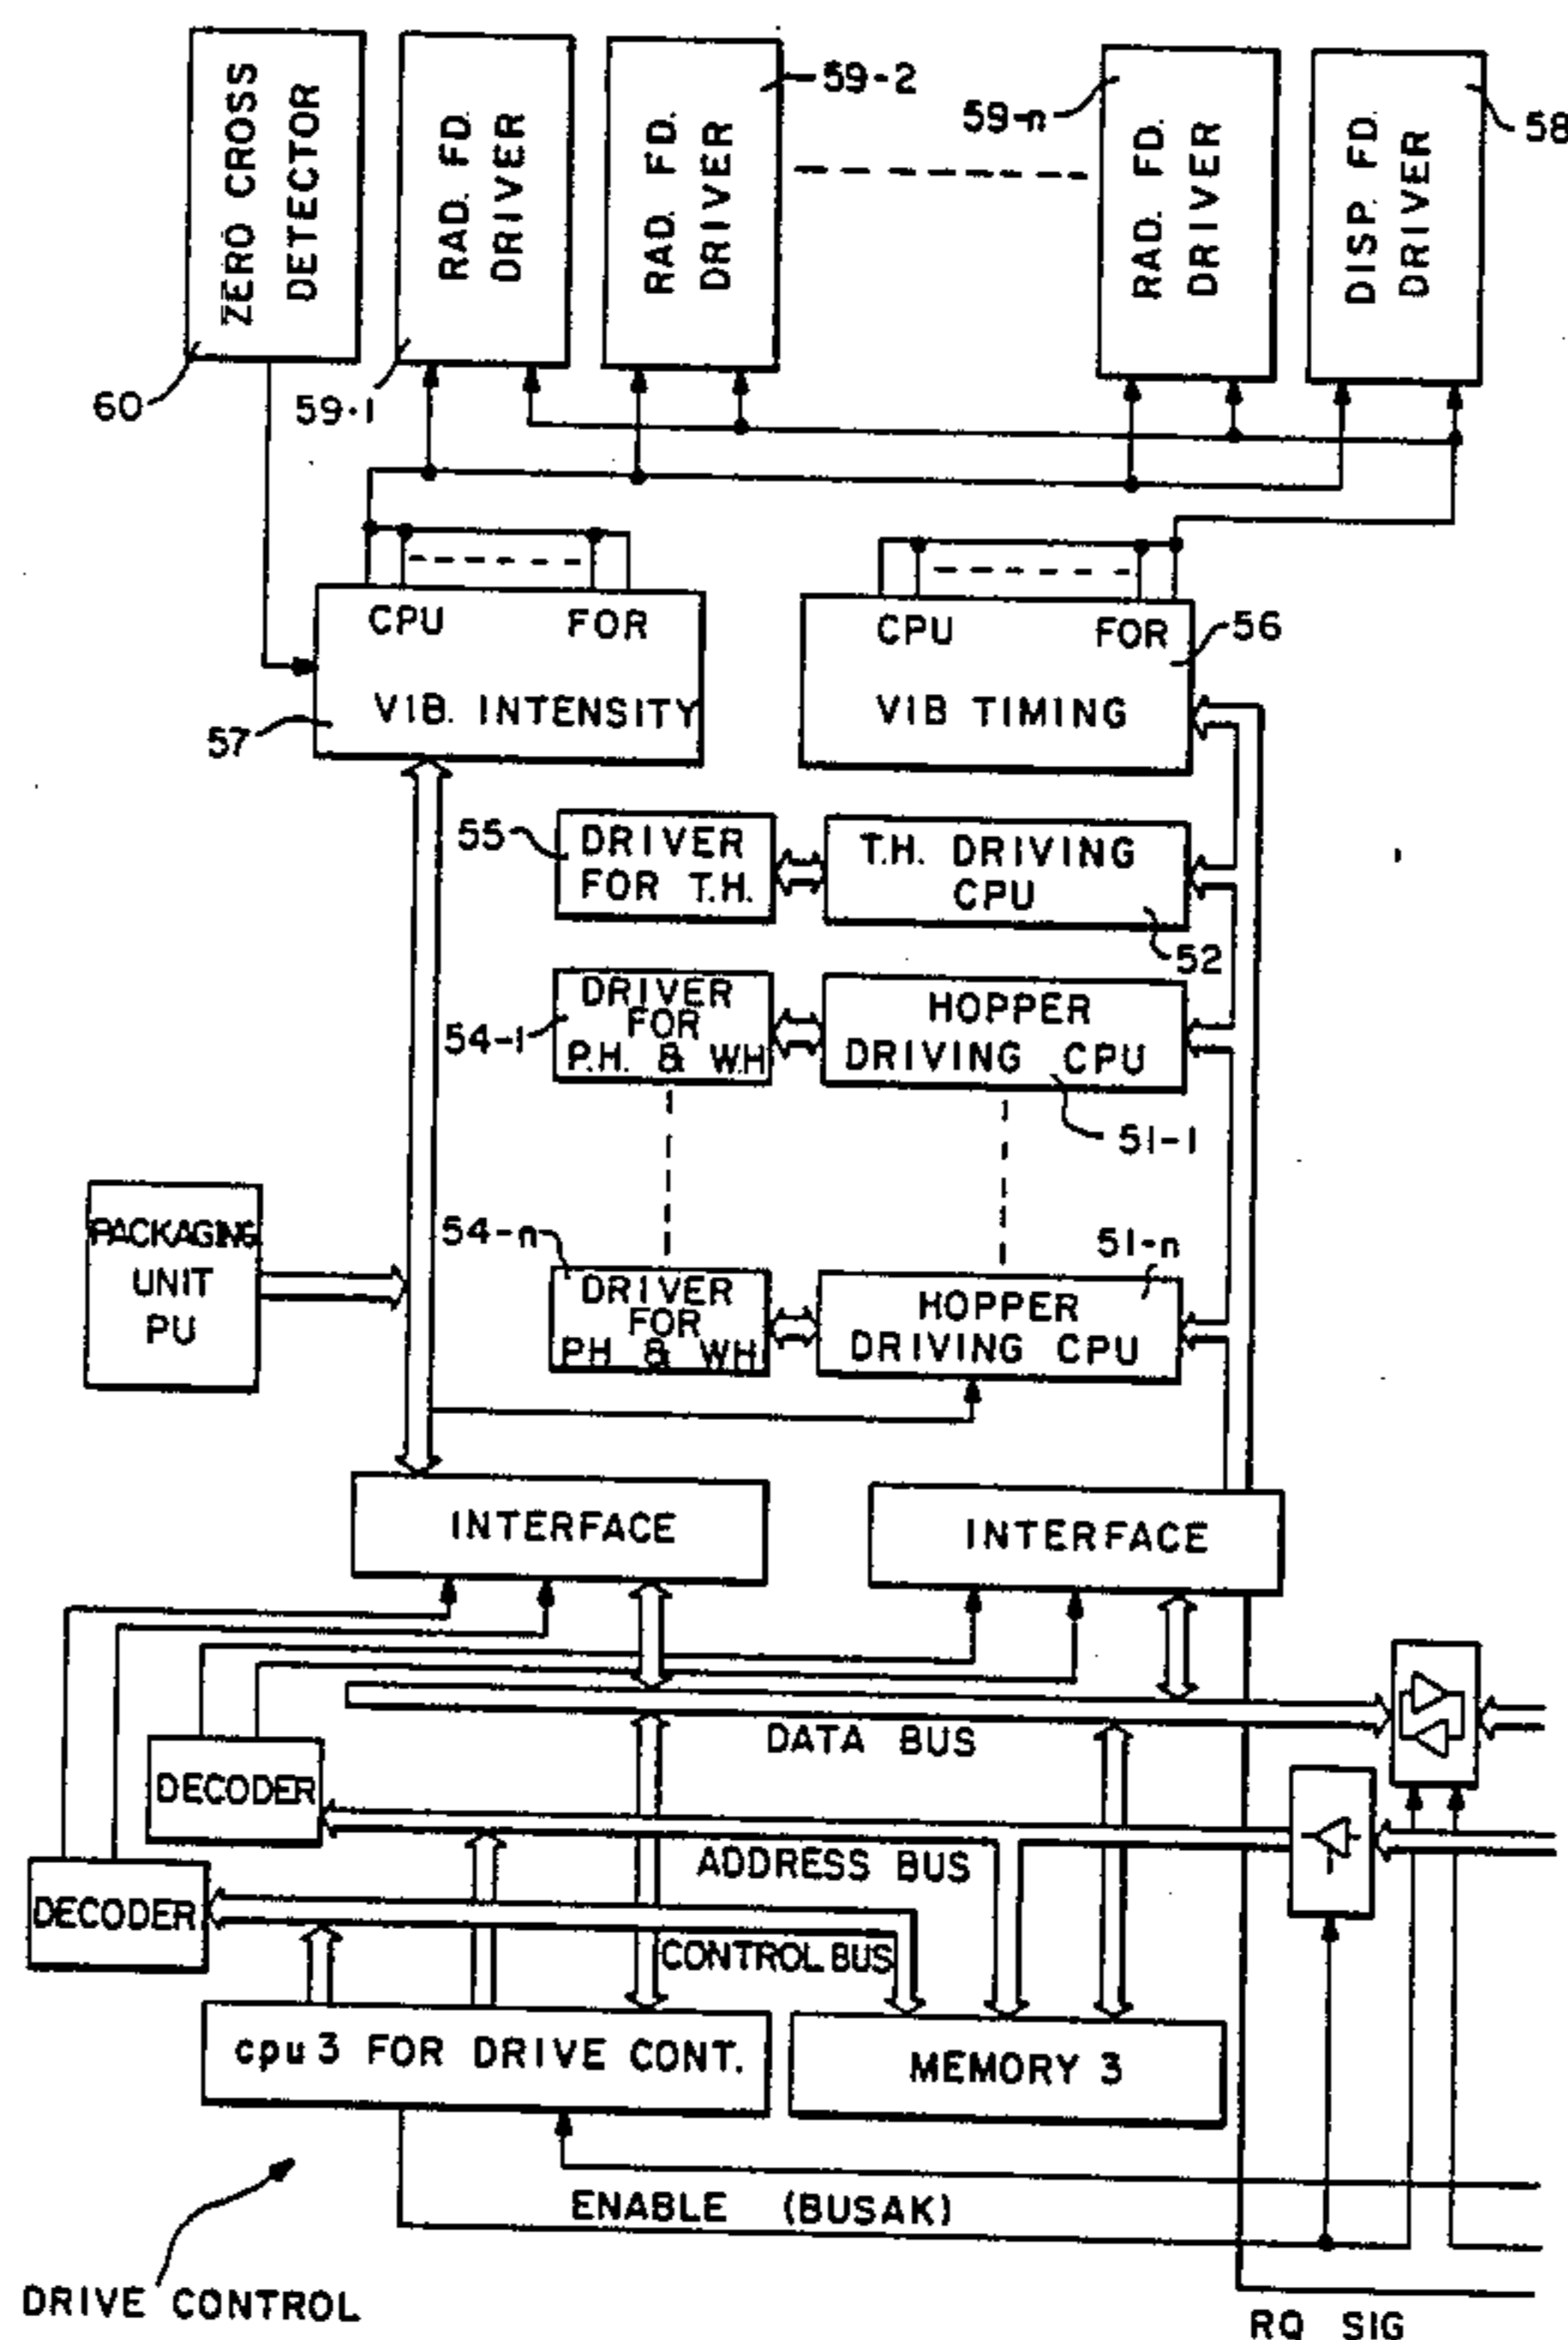 ZERO CROSS
DETECTOR
RAD. FD.
DRIVER
RAD. FD.
DRIVER
59-2
59-n
RAD. FD.
DRIVER
DISP. FD.
DRIVER
58
60
59-1
CPU FOR
VIB. INTENSITY
57
CPU FOR
VIB TIMING
56
55
DRIVER
FOR T.H.
T.H. DRIVING
CPU
52
54-1
DRIVER
FOR
P.H. & W.H
HOPPER
DRIVING CPU
51-1
PACKAGING
UNIT
PU
54-n
DRIVER
FOR
PH & WH
51-n
HOPPER
DRIVING CPU
INTERFACE
INTERFACE
DATA BUS
DECODER
ADDRESS BUS
DECODER
CONTROL BUS
cpu 3 FOR DRIVE CONT.
MEMORY 3
ENABLE (BUSAK)
DRIVE CONTROL
RQ SIG